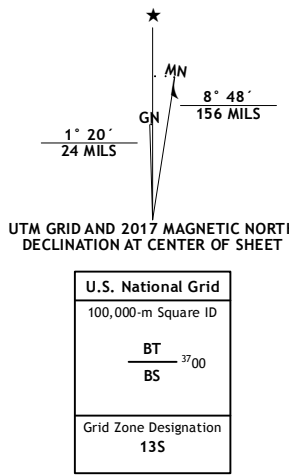 ★
MN
GN
8° 48´
156 MILS
1° 20´
24 MILS
UTM GRID AND 2017 MAGNETIC NORTH
DECLINATION AT CENTER OF SHEET
U.S. National Grid
100,000-m Square ID
BT
³⁷00
BS
Grid Zone Designation
13S